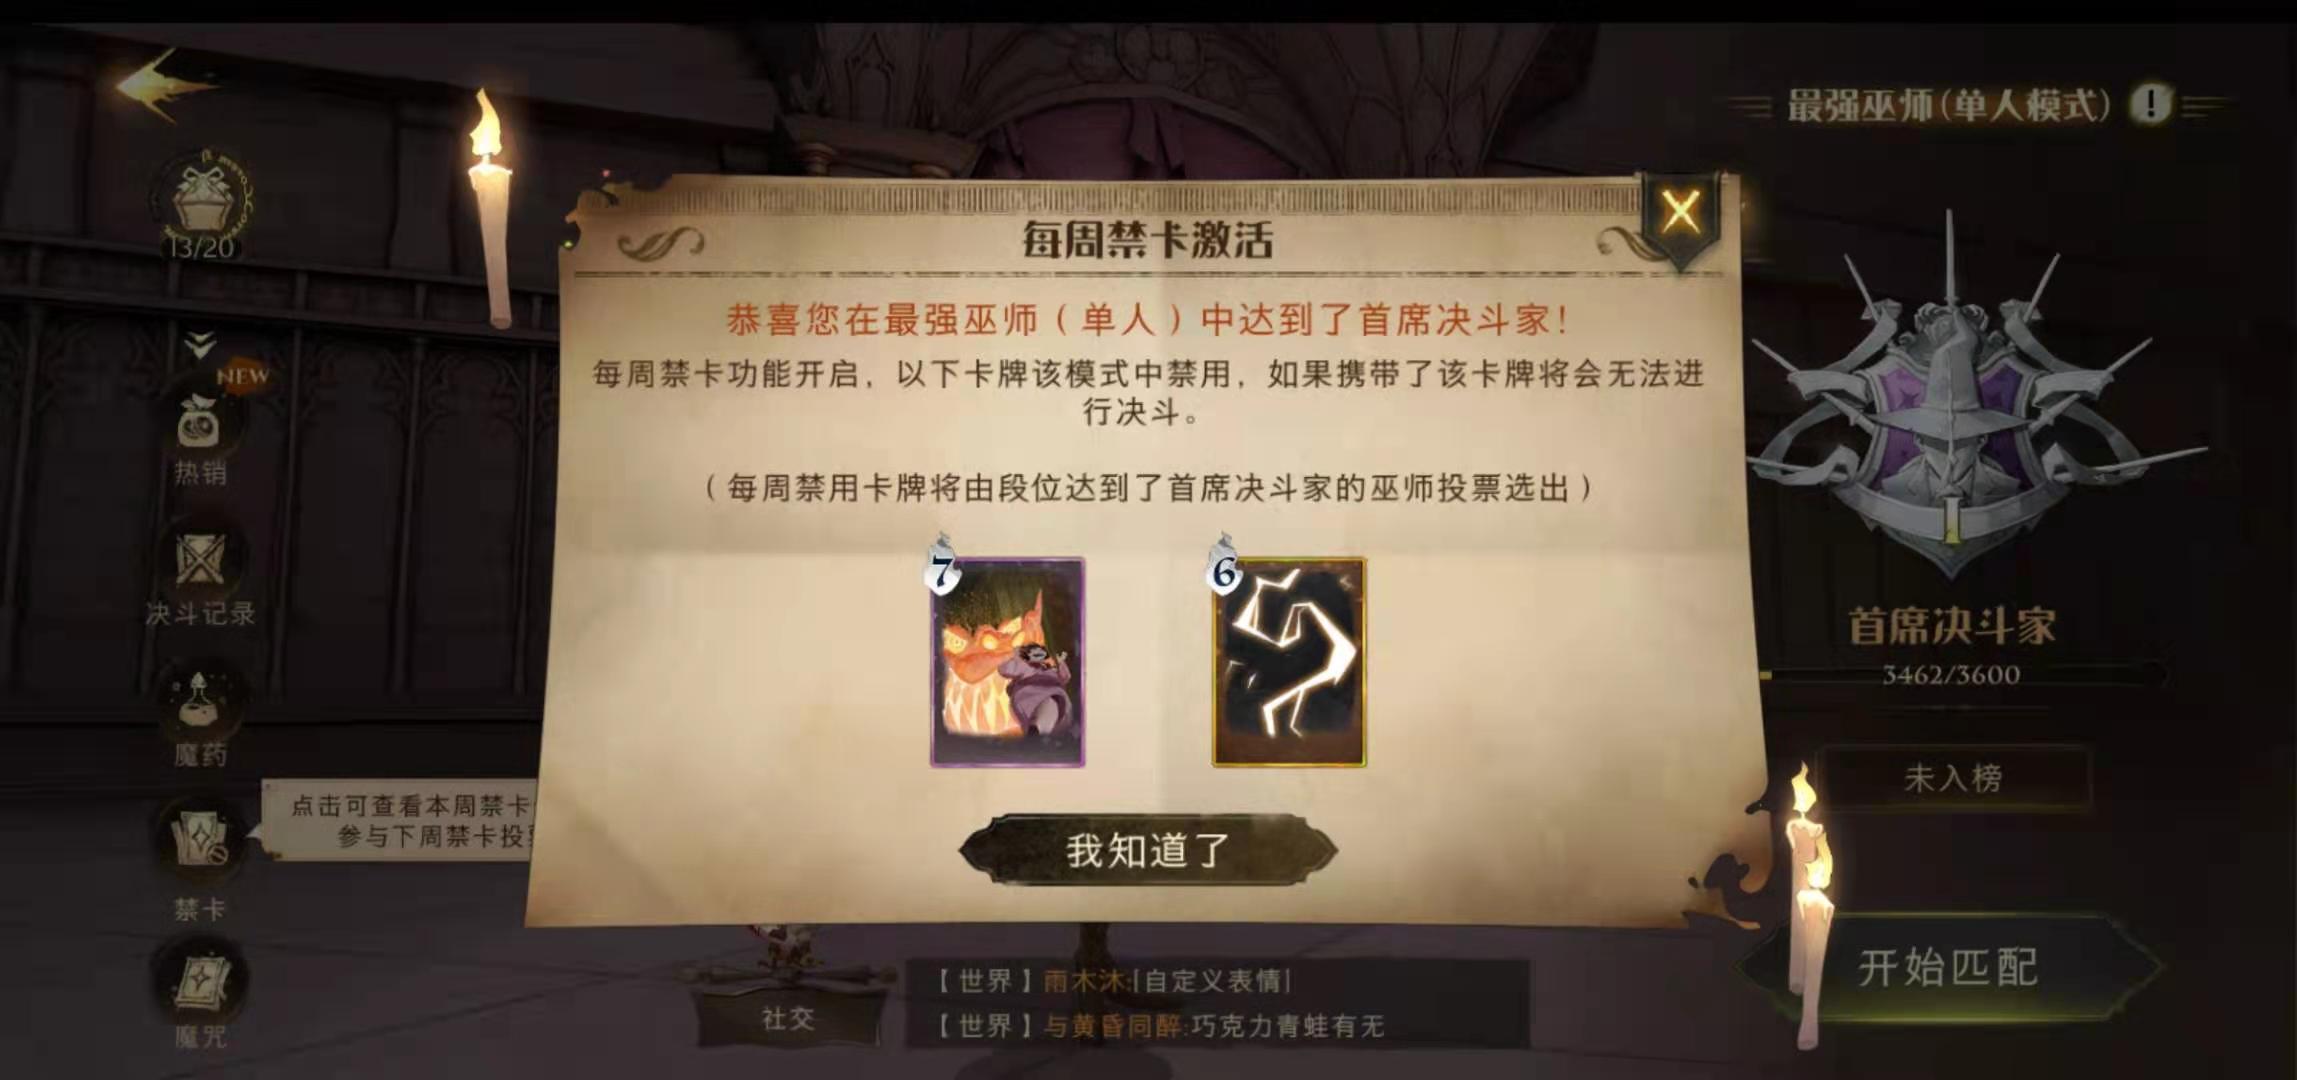 最强巫师(单人模式)
!
13/20
每周禁卡激活
恭喜您在最强巫师（单人）中达到了首席决斗家！
每周禁卡功能开启，以下卡牌该模式中禁用，如果携带了该卡牌将会无法进
行决斗。
NEW
热销
（每周禁用卡牌将由段位达到了首席决斗家的巫师投票选出）
7
6
决斗记录
首席决斗家
3462/3600
魔药
未入榜
点击可查看本周禁卡
参与下周禁卡投
我知道了
禁卡
开始匹配
【世界】雨木沐:[自定义表情]
社交
【世界】与黄昏同醉:巧克力青蛙有无
魔咒